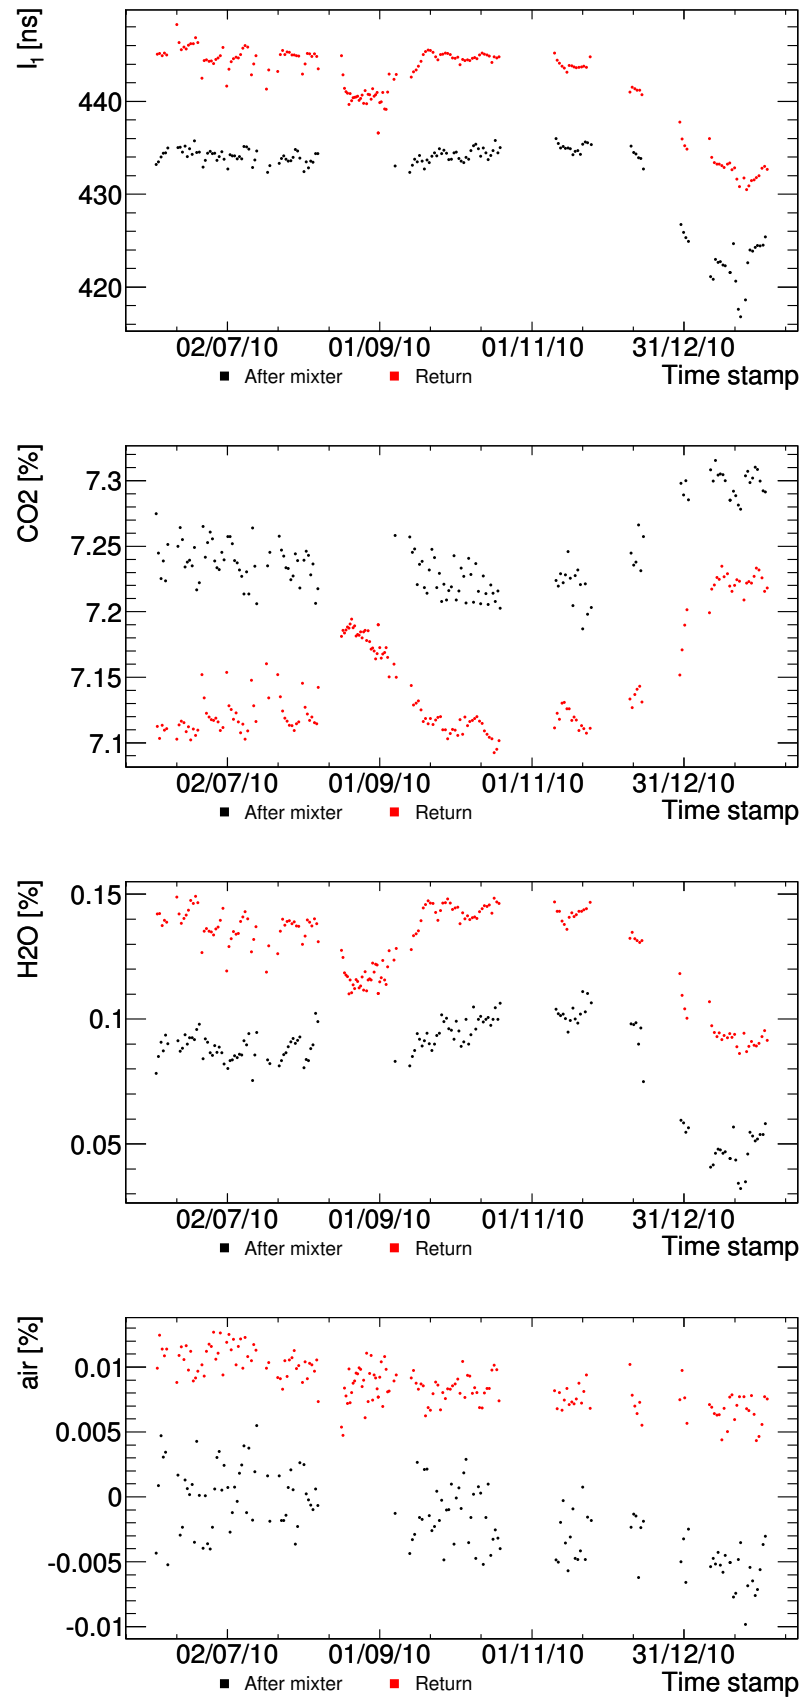 l₁ [ns]
440
430
420
02/07/10 01/09/10 01/11/10 31/12/10
Time stamp
After mixter Return
CO2 [%]
7.3
7.25
7.2
7.15
7.1
02/07/10 01/09/10 01/11/10 31/12/10
Time stamp
After mixter Return
H2O [%]
0.15
0.1
0.05
02/07/10 01/09/10 01/11/10 31/12/10
Time stamp
After mixter Return
air [%]
0.01
0.005
0
-0.005
-0.01
02/07/10 01/09/10 01/11/10 31/12/10
Time stamp
After mixter Return